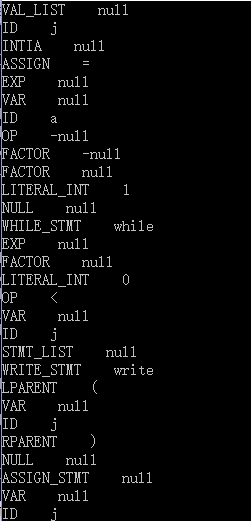 VAL_LIST    null
ID    j
INTIA    null
ASSIGN    =
EXP    null
VAR    null
ID    a
OP    -null
FACTOR    -null
FACTOR    null
LITERAL_INT    1
NULL    null
WHILE_STMT    while
EXP    null
FACTOR    null
LITERAL_INT    0
OP    <
VAR    null
ID    j
STMT_LIST    null
WRITE_STMT    write
LPARENT    (
VAR    null
ID    j
RPARENT    )
NULL    null
ASSIGN_STMT    null
VAR    null
ID    j